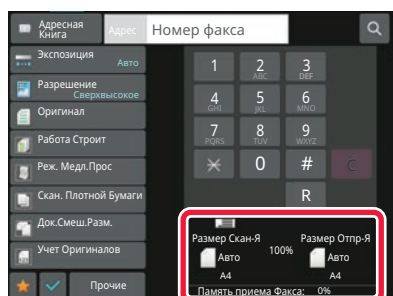 Адресная
Книга
Адрес
Номер факса
Экспозиция
Авто
Разрешение
Сверхвысокое
Оригинал
Работа Строит
Реж. Медл.Прос
Скан. Плотной Бумаги
Док.Смеш.Разм.
Учет Оригиналов
Прочие
1
2
ABC
3
DEF
4
GHI
5
JKL
6
MNO
7
PQRS
8
TUV
9
WXYZ
0
#
C
R
Размер Скан-Я
Размер Отпр-Я
100%
Авто
Авто
A4
A4
Память приема Факса: 0%